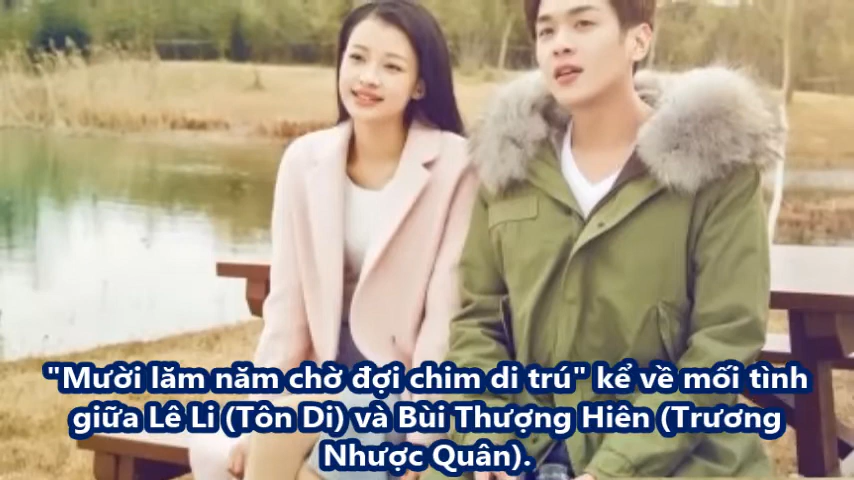 "Mười lăm năm chờ đợi chim di trú" kể về mối tình
giữa Lê Li (Tôn Di) và Bùi Thượng Hiên (Trương
Nhược Quân).